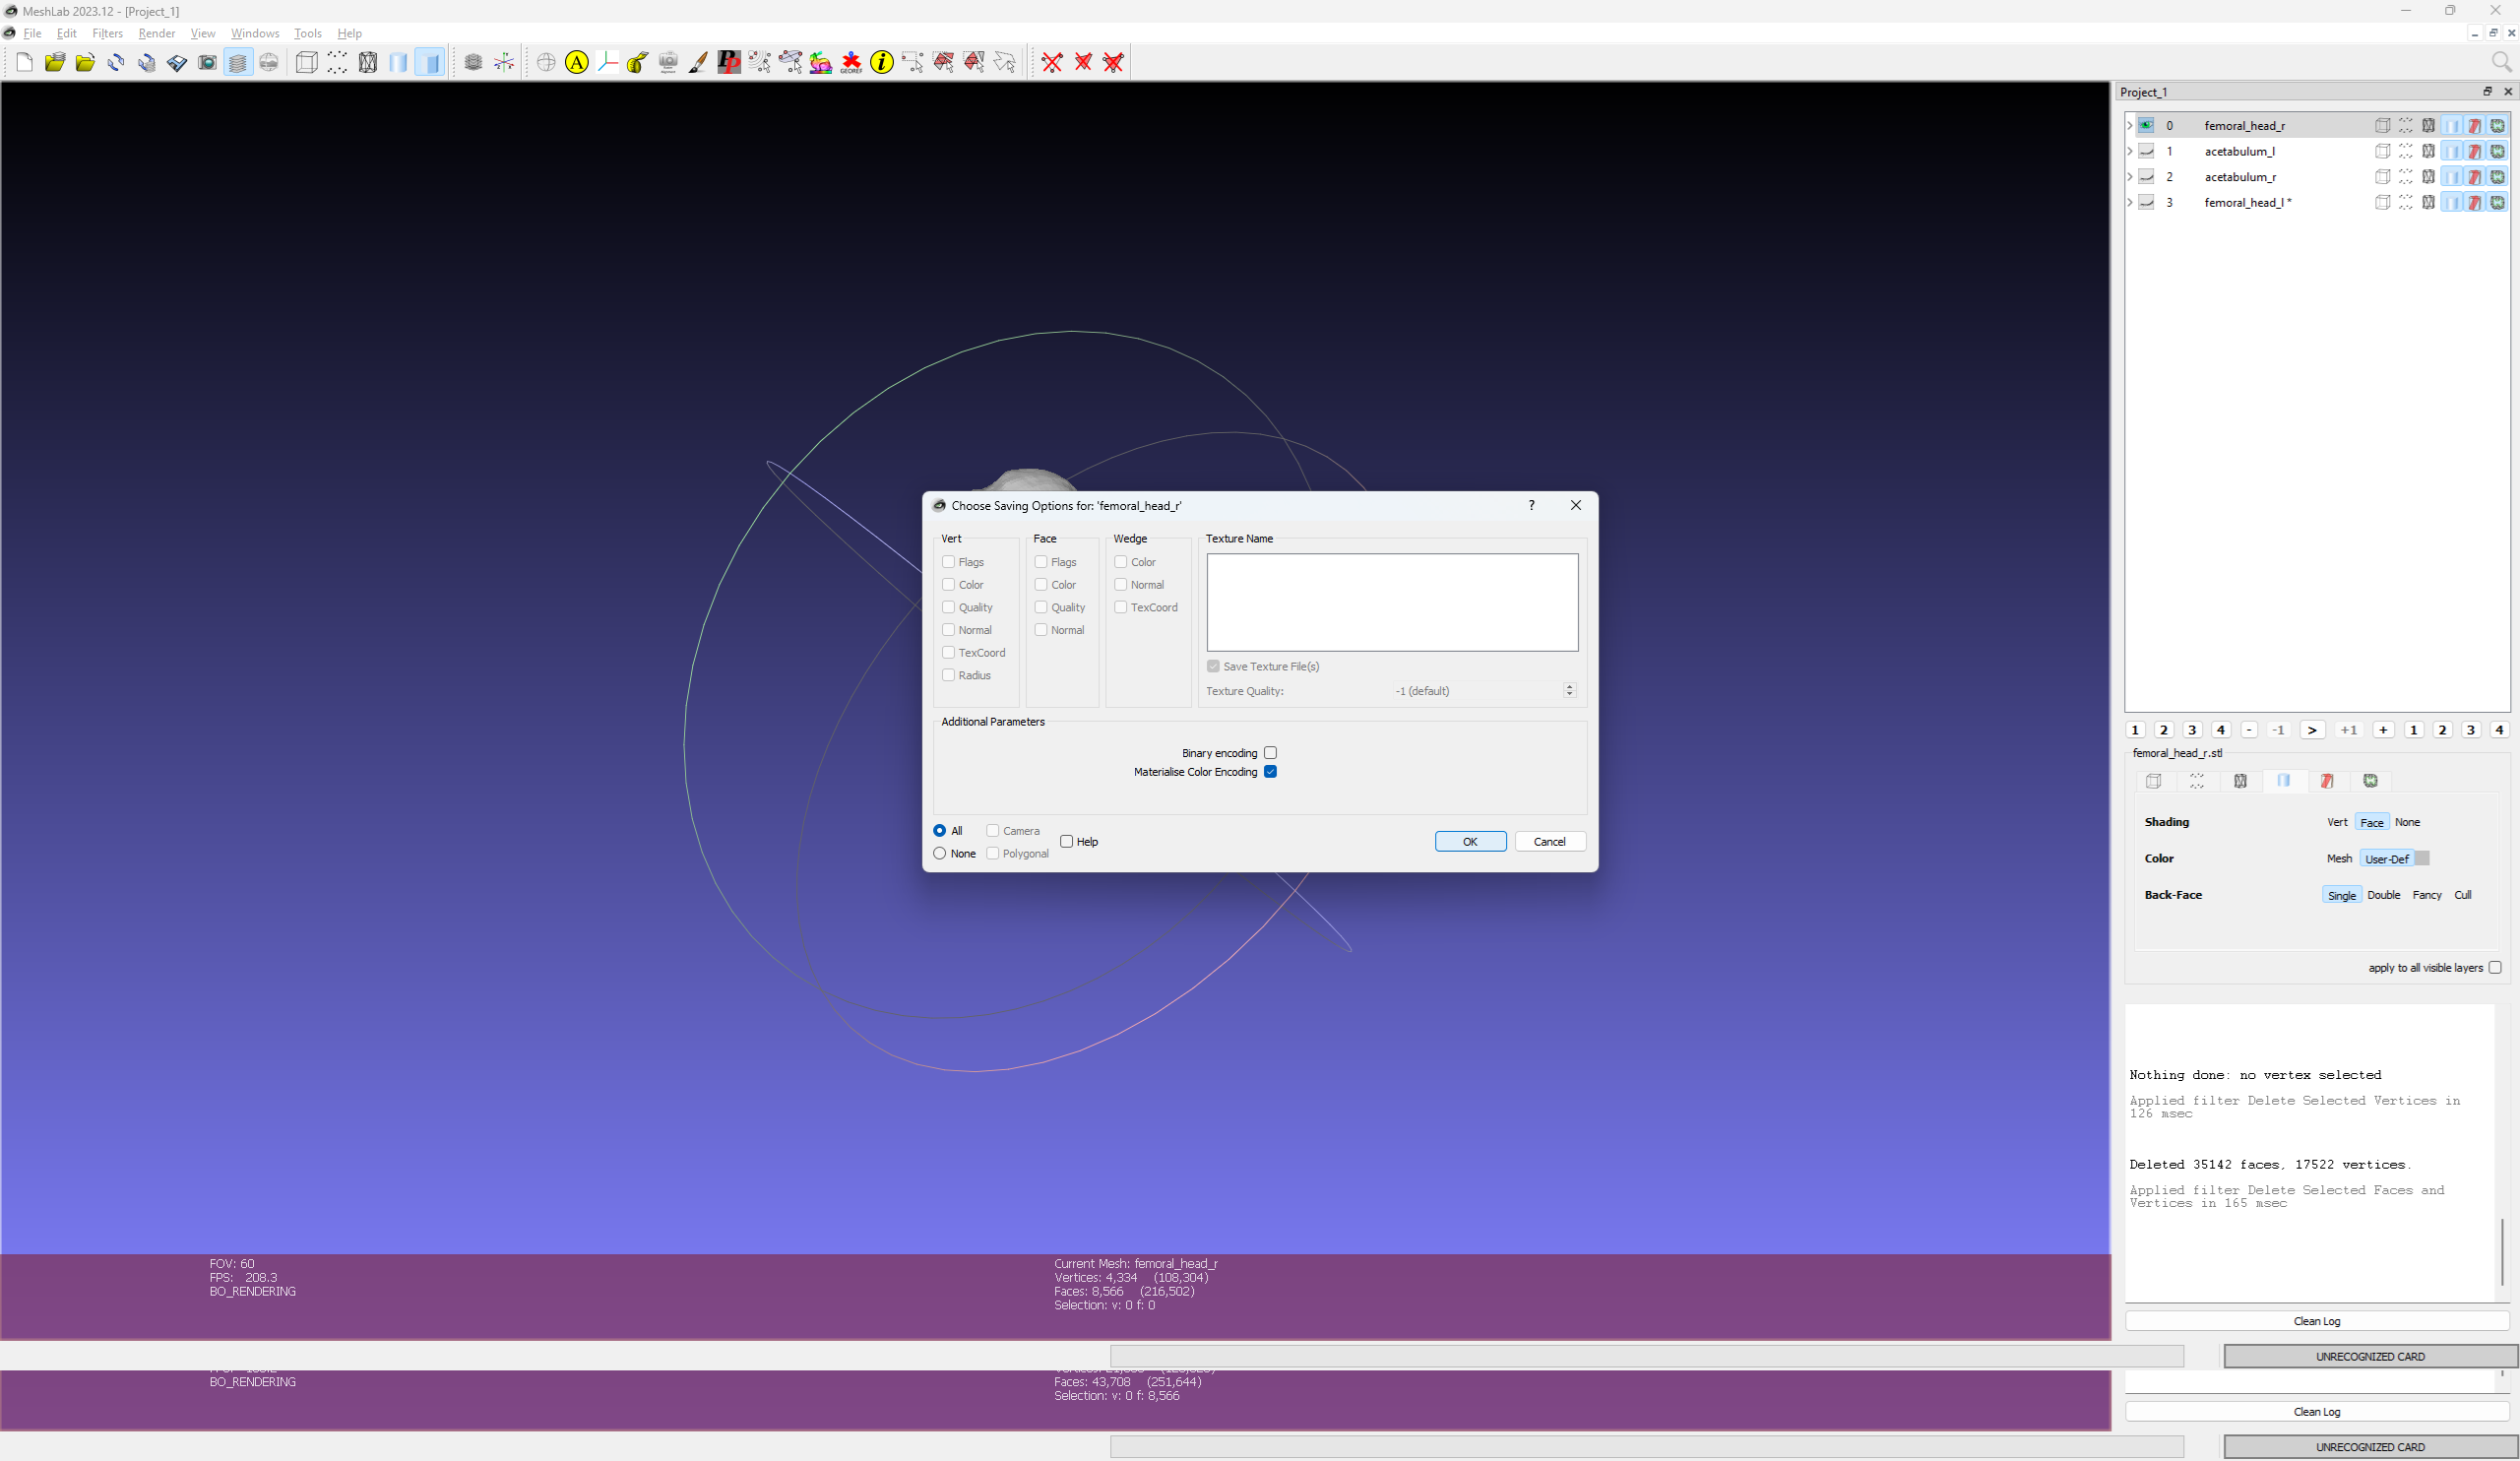 MeshLab 2023.12 - [Project_1]
File Edit Filters Render View Windows Tools Help
A
PP
GEOREF
i
Project_1
0 femoral_head_r
1 acetabulum_l
2 acetabulum_r
3 femoral_head_l *
Choose Saving Options for: 'femoral_head_r'
?
Vert
Flags
Color
Quality
Normal
TexCoord
Radius
Face
Flags
Color
Quality
Normal
Wedge
Color
Normal
TexCoord
Texture Name
Save Texture File(s)
Texture Quality: -1 (default)
Additional Parameters
Binary encoding
Materialise Color Encoding
All Camera
None Polygonal
Help
OK Cancel
1 2 3 4 - -1 > +1 + 1 2 3 4
femoral_head_r.stl
Shading Vert Face None
Color Mesh User-Def
Back-Face Single Double Fancy Cull
apply to all visible layers
Nothing done: no vertex selected
Applied filter Delete Selected Vertices in
126 msec
Deleted 35142 faces, 17522 vertices.
Applied filter Delete Selected Faces and
Vertices in 165 msec
Clean Log
FOV: 60
FPS: 208.3
BO_RENDERING
Current Mesh: femoral_head_r
Vertices: 4,334 (108,304)
Faces: 8,566 (216,502)
Selection: v: 0 f: 0
UNRECOGNIZED CARD
BO_RENDERING
Faces: 43,708 (251,644)
Selection: v: 0 f: 8,566
Clean Log
UNRECOGNIZED CARD